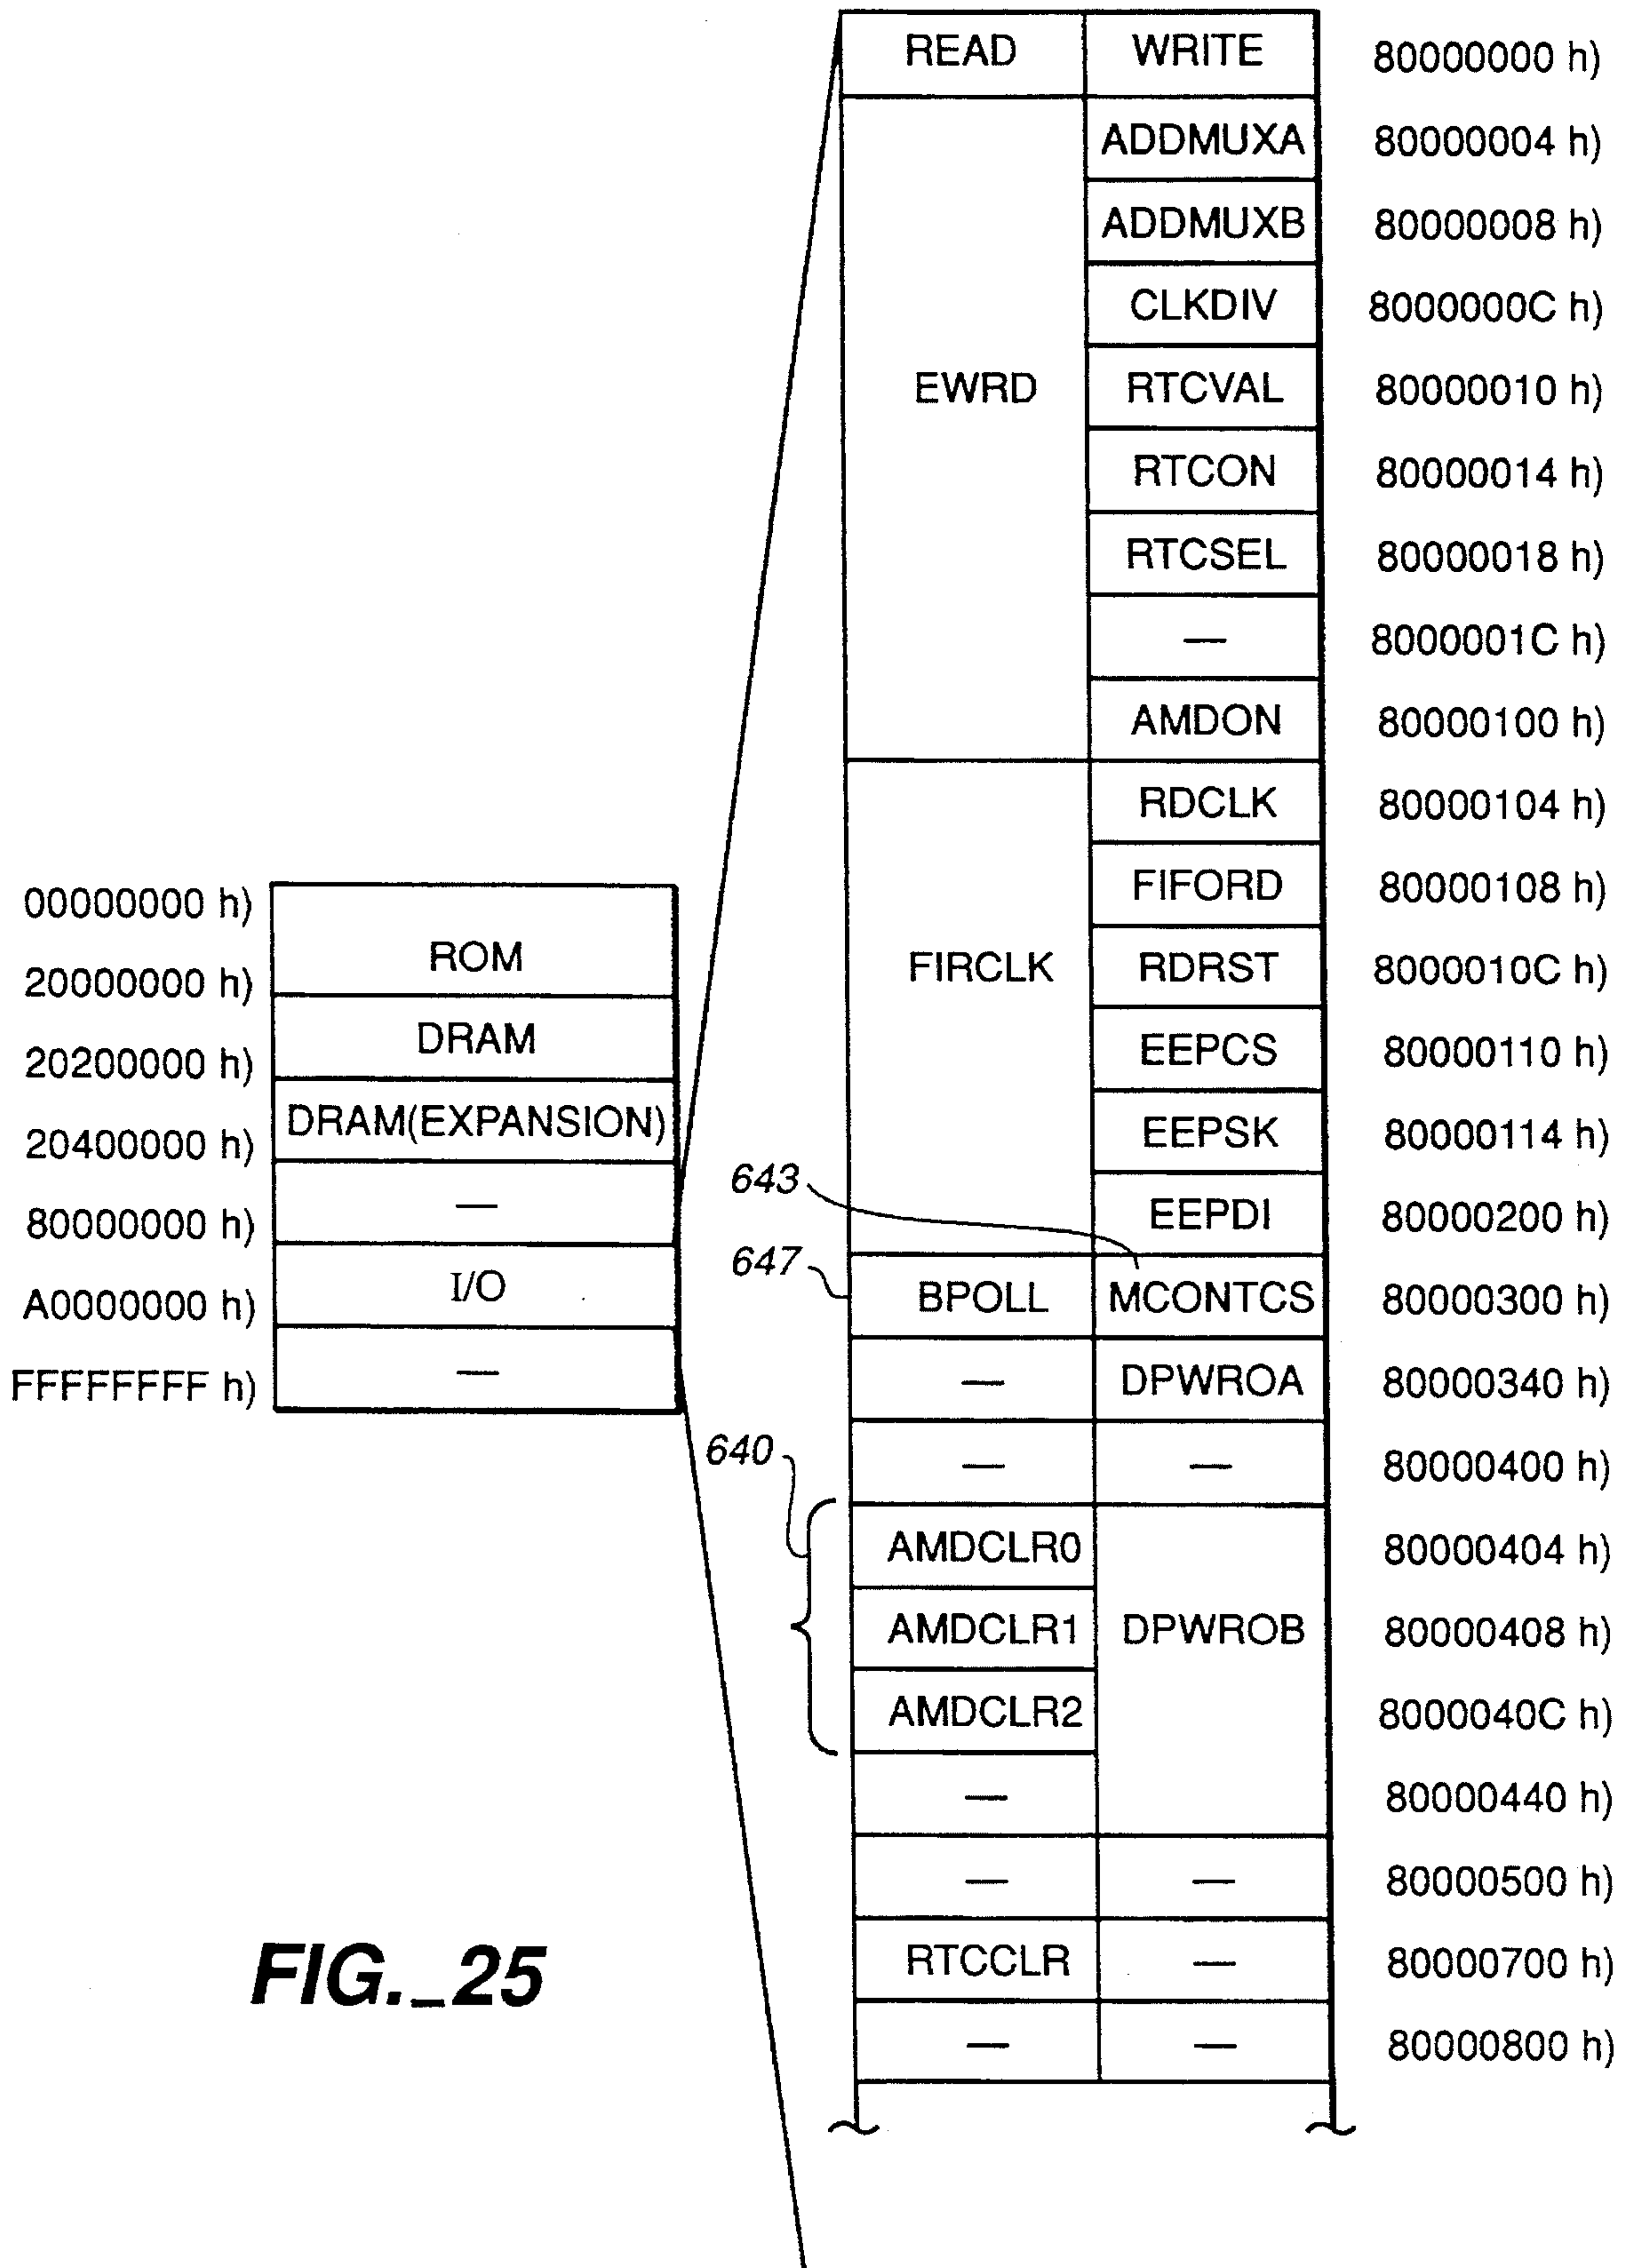 READ WRITE 80000000 h)
ADDMUXA 80000004 h)
ADDMUXB 80000008 h)
CLKDIV 8000000C h)
EWRD RTCVAL 80000010 h)
RTCON 80000014 h)
RTCSEL 80000018 h)
— 8000001C h)
AMDON 80000100 h)
RDCLK 80000104 h)
FIFORD 80000108 h)
FIRCLK RDRST 8000010C h)
EEPCS 80000110 h)
EEPSK 80000114 h)
643
EEPDI 80000200 h)
647
BPOLL MCONTCS 80000300 h)
— DPWROA 80000340 h)
640
— — 80000400 h)
AMDCLR0 80000404 h)
AMDCLR1 DPWROB 80000408 h)
AMDCLR2 8000040C h)
— 80000440 h)
— — 80000500 h)
RTCCLR — 80000700 h)
— — 80000800 h)
00000000 h)
ROM
20000000 h)
DRAM
20200000 h)
DRAM(EXPANSION)
20400000 h)
—
80000000 h)
I/O
A0000000 h)
—
FFFFFFFF h)
FIG._25